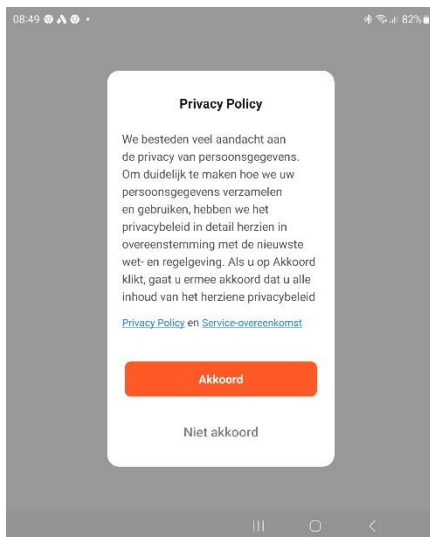 08:49
82%
Privacy Policy
We besteden veel aandacht aan
de privacy van persoonsgegevens.
Om duidelijk te maken hoe we uw
persoonsgegevens verzamelen
en gebruiken, hebben we het
privacybeleid in detail herzien in
overeenstemming met de nieuwste
wet- en regelgeving. Als u op Akkoord
klikt, gaat u ermee akkoord dat u alle
inhoud van het herziene privacybeleid
Privacy Policy en Service-overeenkomst
Akkoord
Niet akkoord